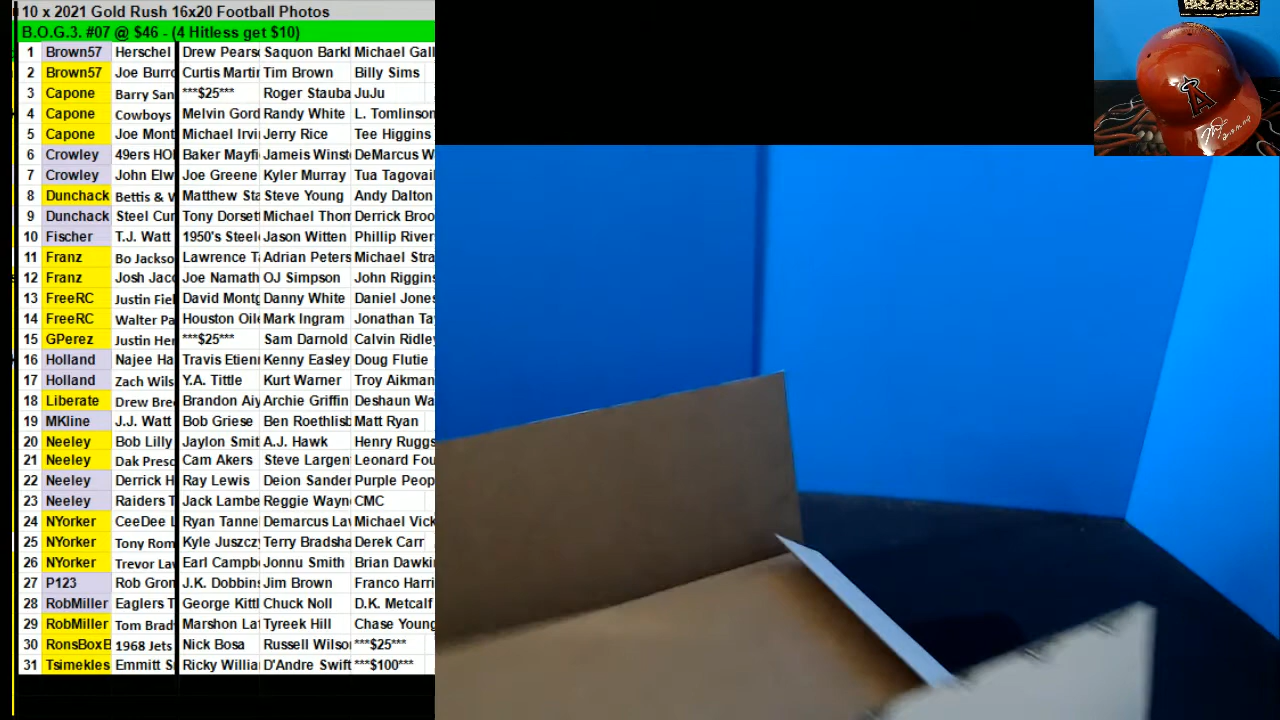 10 x 2021 Gold Rush 16x20 Football Photos
B.O.G.3. #07 @ $46 - (4 Hitless get $10)
1 Brown57 Herschel Drew Pears Saquon Barkl Michael Gall
2 Brown57 Joe Burro Curtis Martin Tim Brown Billy Sims
3 Capone Barry San ***$25*** Roger Stauba JuJu
4 Capone Cowboys Melvin Gord Randy White L. Tomlinson
5 Capone Joe Mont Michael Irvi Jerry Rice Tee Higgins
6 Crowley 49ers HO Baker Mayfi Jameis Winst DeMarcus W
7 Crowley John Elw Joe Greene Kyler Murray Tua Tagovail
8 Dunchack Bettis & W Matthew Sta Steve Young Andy Dalton
9 Dunchack Steel Cur Tony Dorset Michael Thom Derrick Broo
10 Fischer T.J. Watt 1950's Steele Jason Witten Phillip River
11 Franz Bo Jackso Lawrence Ta Adrian Peters Michael Stra
12 Franz Josh Jac Joe Namath OJ Simpson John Riggins
13 FreeRC Justin Fiel David Montg Danny White Daniel Jones
14 FreeRC Walter Pa Houston Oile Mark Ingram Jonathan Ta
15 GPerez Justin Her ***$25*** Sam Darnold Calvin Ridley
16 Holland Najee Ha Travis Etien Kenny Easley Doug Flutie
17 Holland Zach Wils Y.A. Tittle Kurt Warner Troy Aikman
18 Liberate Drew Bre Brandon Aiy Archie Griffin Deshaun Wa
19 MKline J.J. Watt Bob Griese Ben Roethlisb Matt Ryan
20 Neeley Bob Lilly Jaylon Smit A.J. Hawk Henry Ruggs
21 Neeley Dak Presc Cam Akers Steve Largen Leonard Fou
22 Neeley Derrick H Ray Lewis Deion Sander Purple Peop
23 Neeley Raiders T Jack Lambe Reggie Wayn CMC
24 NYorker CeeDee L Ryan Tanne Demarcus La Michael Vick
25 NYorker Tony Rom Kyle Juszcz Terry Bradsha Derek Carr
26 NYorker Trevor La Earl Campb Jonnu Smith Brian Dawki
27 P123 Rob Gron J.K. Dobbins Jim Brown Franco Harri
28 RobMiller Eaglers T George Kittl Chuck Noll D.K. Metcalf
29 RobMiller Tom Brad Marshon Lat Tyreek Hill Chase Young
30 RonsBoxB 1968 Jets Nick Bosa Russell Wilso ***$25***
31 Tsimekles Emmitt S Ricky Willia D'Andre Swift ***$100***
A